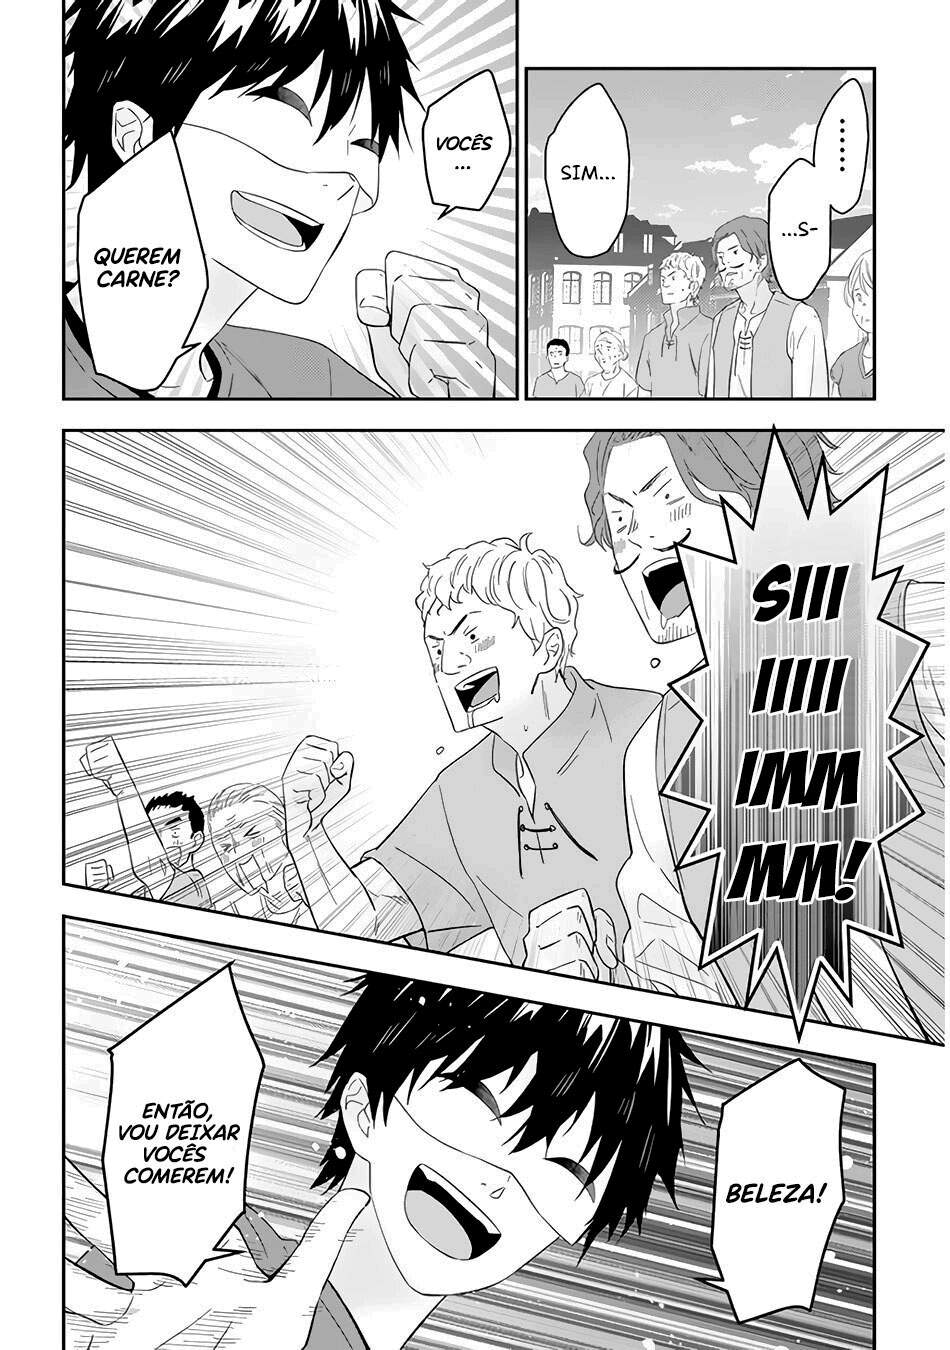 ......
...S-
SIM...
VOCÊS
...
QUEREM
CARNE?
SIII
IIIII
IMM
MM!
BELEZA!
ENTÃO,
VOU DEIXAR
VOCÊS
COMEREM!